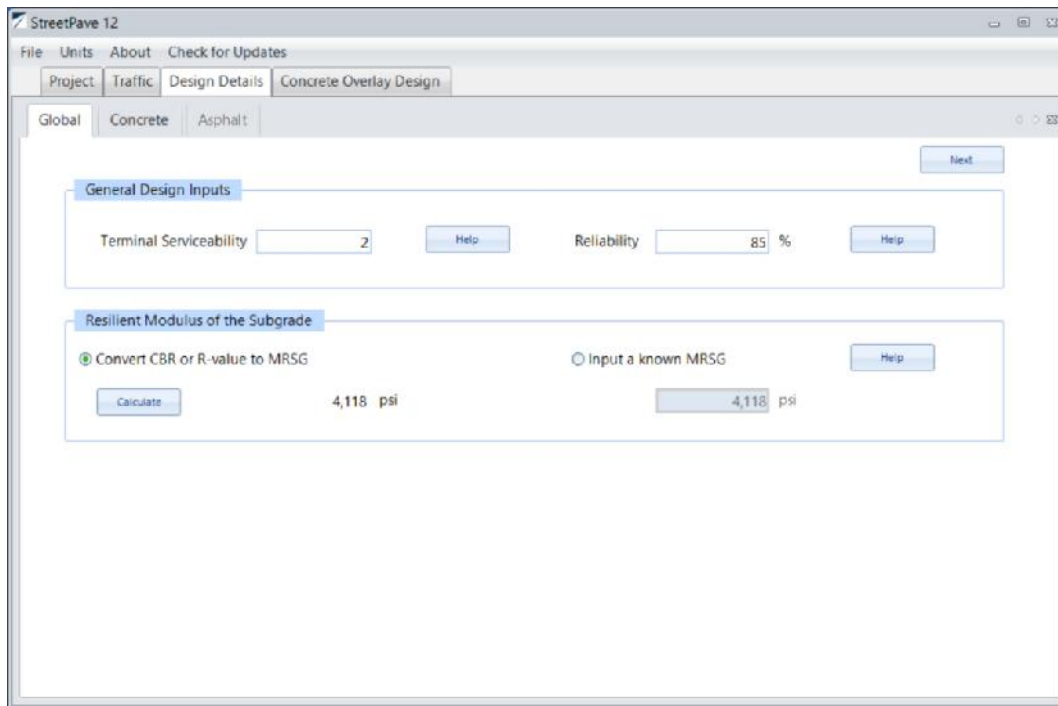 StreetPave 12
File Units About Check for Updates
Project Traffic Design Details Concrete Overlay Design
Global Concrete Asphalt
Next
General Design Inputs
Terminal Serviceability 2 Help Reliability 85 % Help
Resilient Modulus of the Subgrade
Convert CBR or R-value to MRSG Input a known MRSG Help
Calculate 4,118 psi 4,118 psi